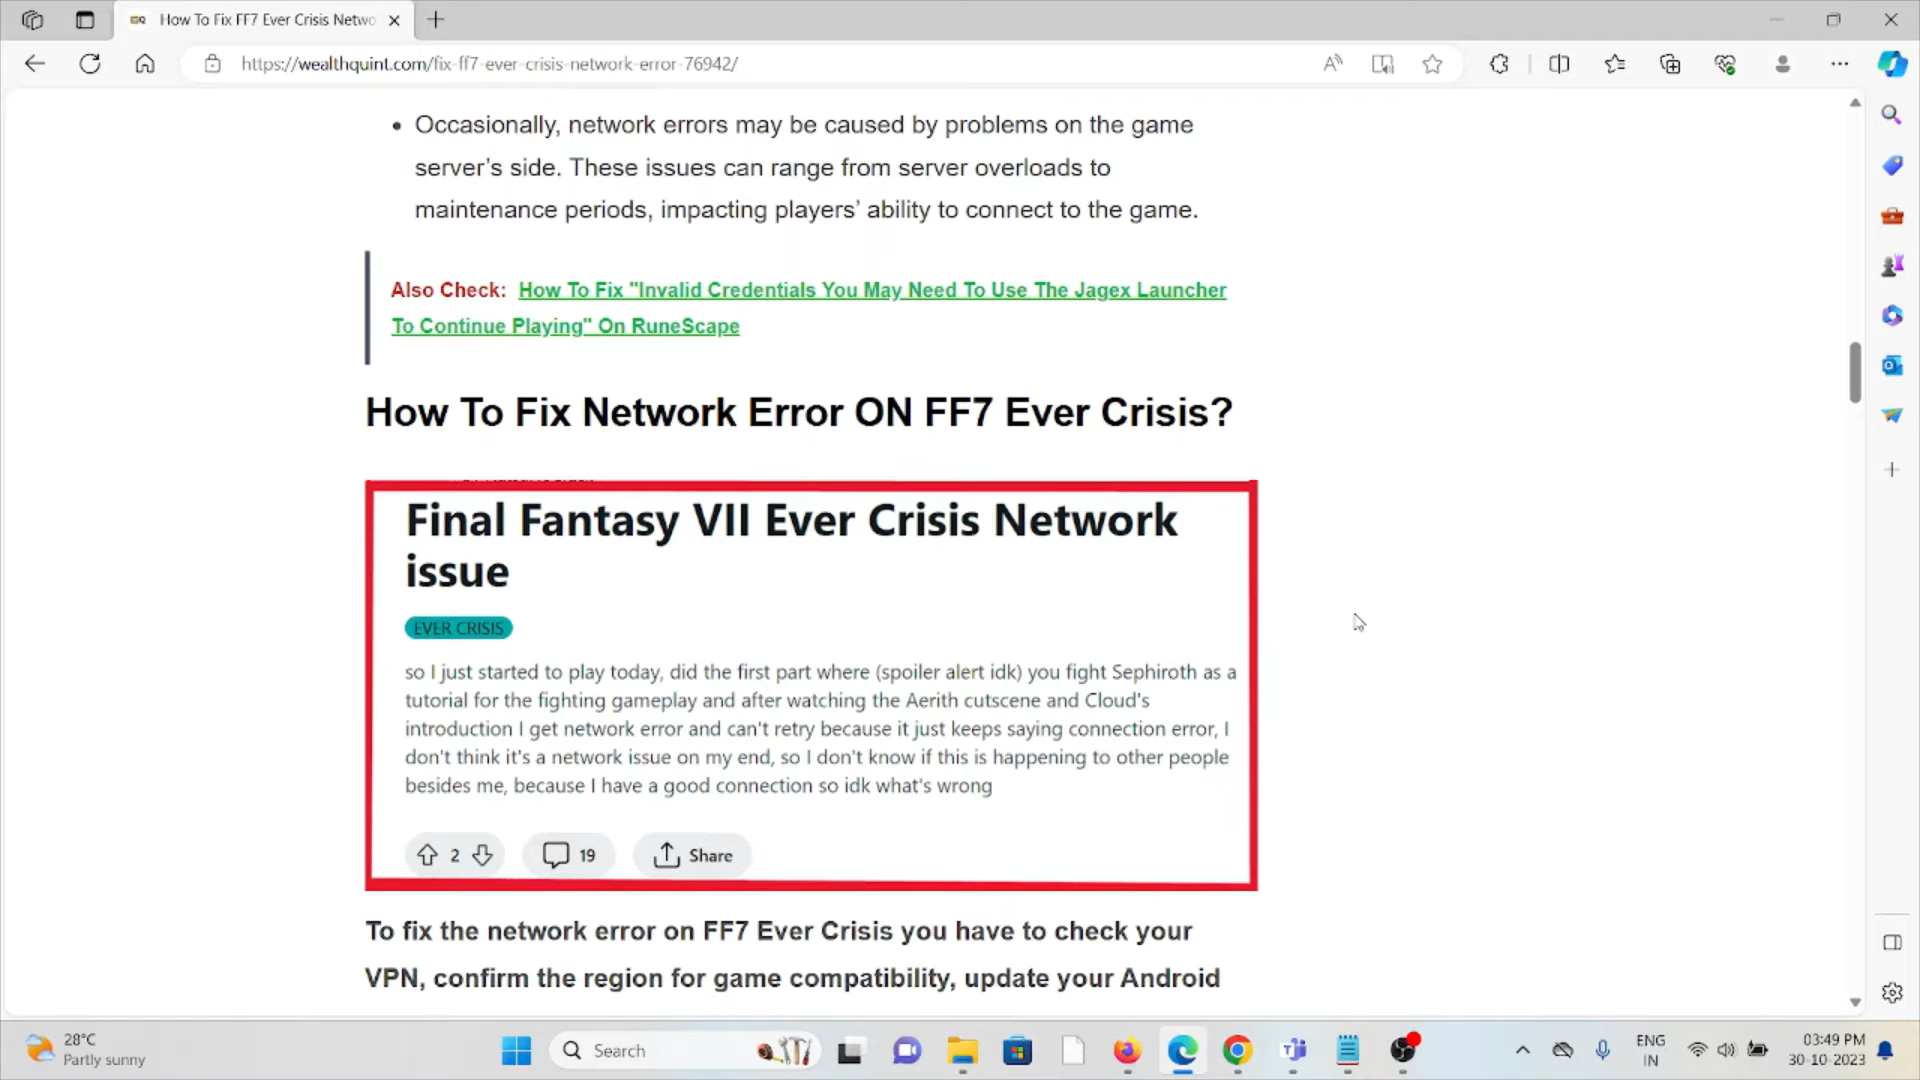 How To Fix FF7 Ever Crisis Netwo
https://wealthquint.com/fix-ff7-ever-crisis-network-error-76942/
• Occasionally, network errors may be caused by problems on the game
server’s side. These issues can range from server overloads to
maintenance periods, impacting players’ ability to connect to the game.
Also Check: How To Fix "Invalid Credentials You May Need To Use The Jagex Launcher
To Continue Playing" On RuneScape
How To Fix Network Error ON FF7 Ever Crisis?
Final Fantasy VII Ever Crisis Network
issue
EVER CRISIS
so I just started to play today, did the first part where (spoiler alert idk) you fight Sephiroth as a
tutorial for the fighting gameplay and after watching the Aerith cutscene and Cloud's
introduction I get network error and can't retry because it just keeps saying connection error, I
don't think it's a network issue on my end, so I don't know if this is happening to other people
besides me, because I have a good connection so idk what's wrong
2
19
Share
To fix the network error on FF7 Ever Crisis you have to check your
VPN, confirm the region for game compatibility, update your Android
28°C
Partly sunny
Search
ENG
IN
03:49 PM
30-10-2023